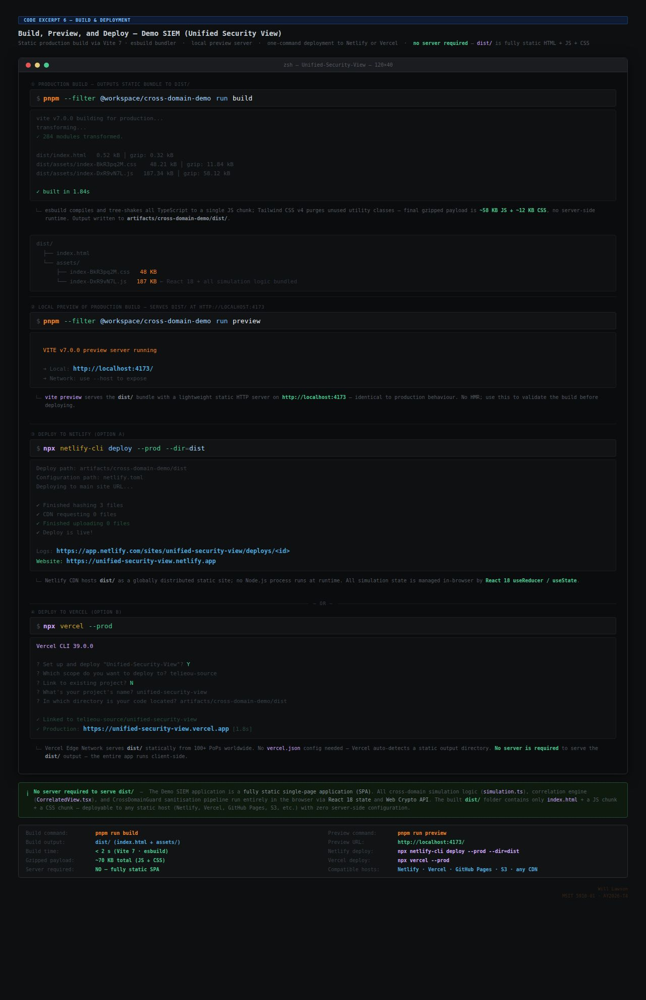 CODE EXCERPT 6 — BUILD & DEPLOYMENT
Build, Preview, and Deploy — Demo SIEM (Unified Security View)
Static production build via Vite 7 · esbuild bundler · local preview server · one-command deployment to Netlify or Vercel · no server required — dist/ is fully static HTML + JS + CSS
zsh — Unified-Security-View — 120×40
① PRODUCTION BUILD — OUTPUTS STATIC BUNDLE TO DIST/
$ pnpm --filter @workspace/cross-domain-demo run build
vite v7.0.0 building for production...
transforming...
✓ 284 modules transformed.
dist/index.html 0.52 kB │ gzip: 0.32 kB
dist/assets/index-BkR3pq2M.css 48.21 kB │ gzip: 11.84 kB
dist/assets/index-DxR9vN7L.js 187.34 kB │ gzip: 58.12 kB
✓ built in 1.84s
└─ esbuild compiles and tree-shakes all TypeScript to a single JS chunk; Tailwind CSS v4 purges unused utility classes — final gzipped payload is ~58 KB JS + ~12 KB CSS, no server-side
runtime. Output written to artifacts/cross-domain-demo/dist/.
dist/
├── index.html
└── assets/
├── index-BkR3pq2M.css 48 KB
└── index-DxR9vN7L.js 187 KB ← React 18 + all simulation logic bundled
② LOCAL PREVIEW OF PRODUCTION BUILD — SERVES DIST/ AT HTTP://LOCALHOST:4173
$ pnpm --filter @workspace/cross-domain-demo run preview
VITE v7.0.0 preview server running
➜ Local: http://localhost:4173/
➜ Network: use --host to expose
└─ vite preview serves the dist/ bundle with a lightweight static HTTP server on http://localhost:4173 — identical to production behaviour. No HMR; use this to validate the build before
deploying.
③ DEPLOY TO NETLIFY (OPTION A)
$ npx netlify-cli deploy --prod --dir=dist
Deploy path: artifacts/cross-domain-demo/dist
Configuration path: netlify.toml
Deploying to main site URL...
✔ Finished hashing 3 files
✔ CDN requesting 0 files
✔ Finished uploading 0 files
✔ Deploy is live!
Logs: https://app.netlify.com/sites/unified-security-view/deploys/<id>
Website: https://unified-security-view.netlify.app
└─ Netlify CDN hosts dist/ as a globally distributed static site; no Node.js process runs at runtime. All simulation state is managed in-browser by React 18 useReducer / useState.
— OR —
④ DEPLOY TO VERCEL (OPTION B)
$ npx vercel --prod
Vercel CLI 39.0.0
? Set up and deploy "Unified-Security-View"? Y
? Which scope do you want to deploy to? telieou-source
? Link to existing project? N
? What's your project's name? unified-security-view
? In which directory is your code located? artifacts/cross-domain-demo/dist
✓ Linked to telieou-source/unified-security-view
✓ Production: https://unified-security-view.vercel.app [1.8s]
└─ Vercel Edge Network serves dist/ statically from 100+ PoPs worldwide. No vercel.json config needed — Vercel auto-detects a static output directory. No server is required to serve the
dist/ output — the entire app runs client-side.
i No server required to serve dist/ — The Demo SIEM application is a fully static single-page application (SPA). All cross-domain simulation logic (simulation.ts), correlation engine
(CorrelatedView.tsx), and CrossDomainGuard sanitisation pipeline run entirely in the browser via React 18 state and Web Crypto API. The built dist/ folder contains only index.html + a JS chunk
+ a CSS chunk — deployable to any static host (Netlify, Vercel, GitHub Pages, S3, etc.) with zero server-side configuration.
Build command: pnpm run build Preview command: pnpm run preview
Build output: dist/ (index.html + assets/) Preview URL: http://localhost:4173/
Build time: < 2 s (Vite 7 · esbuild) Netlify deploy: npx netlify-cli deploy --prod --dir=dist
Gzipped payload: ~70 KB total (JS + CSS) Vercel deploy: npx vercel --prod
Server required: NO — fully static SPA Compatible hosts: Netlify · Vercel · GitHub Pages · S3 · any CDN
Will Lawson
MSIT 5910-01 · AY2026-T4